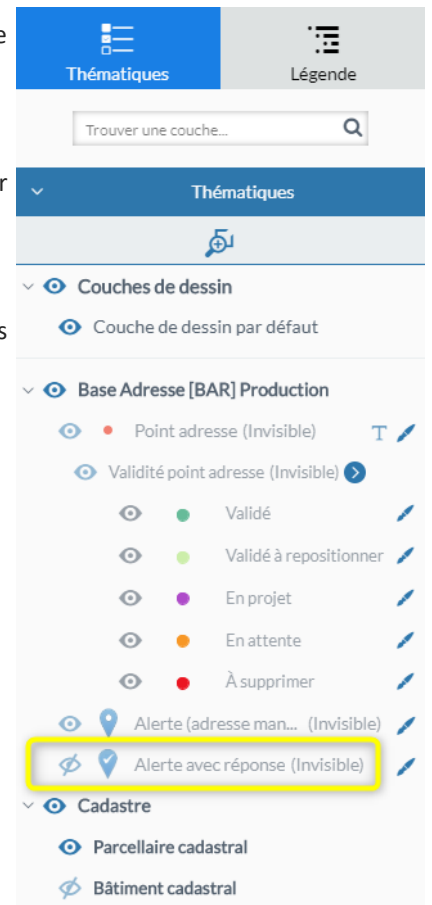 e
Thématiques Légende
Trouver une couche...
r
Thématiques
Couches de dessin
s
Couche de dessin par défaut
Base Adresse [BAR] Production
Point adresse (Invisible) T
Validité point adresse (Invisible)
Validé
Validé à repositionner
En projet
En attente
À supprimer
Alerte (adresse man... (Invisible)
Alerte avec réponse (Invisible)
Cadastre
Parcellaire cadastral
Bâtiment cadastral